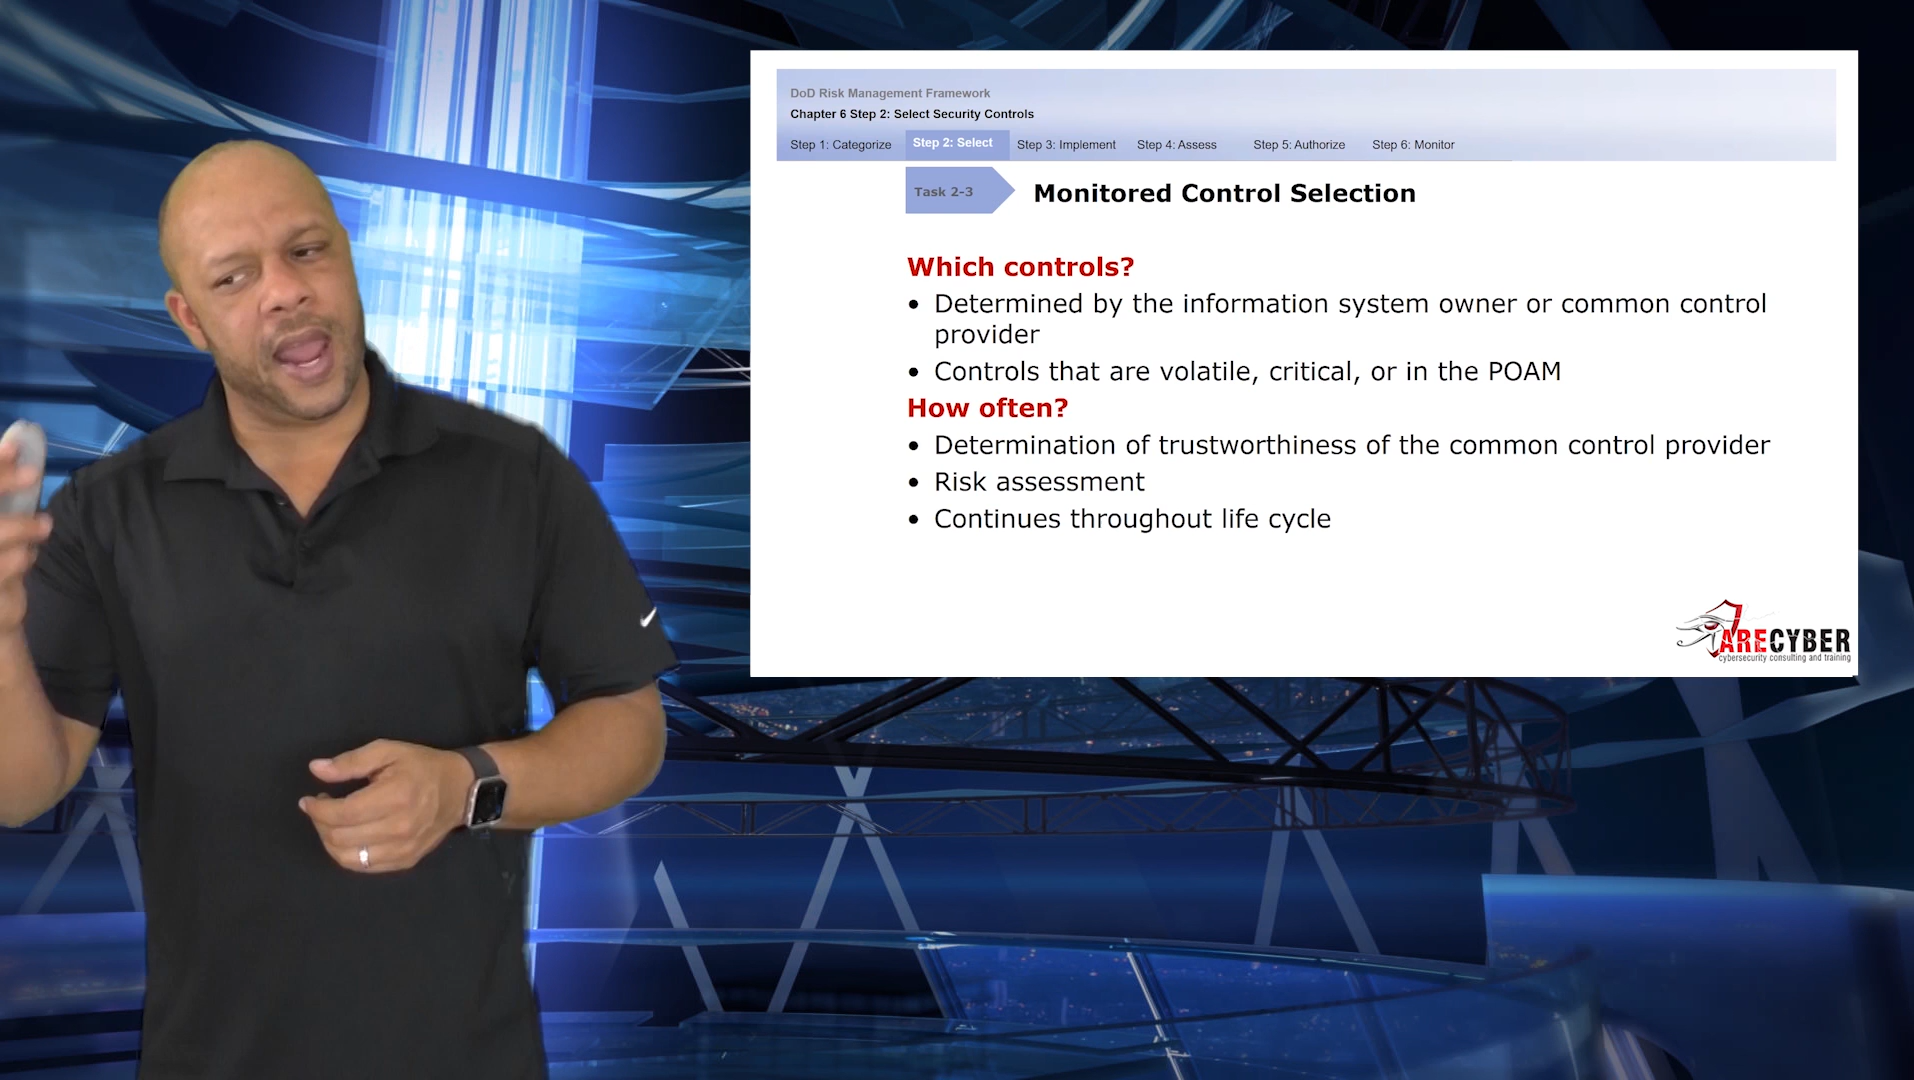 DoD Risk Management Framework
Chapter 6 Step 2: Select Security Controls
Step 1: Categorize Step 2: Select Step 3: Implement Step 4: Assess Step 5: Authorize Step 6: Monitor
Task 2-3 Monitored Control Selection
Which controls?
• Determined by the information system owner or common control
provider
• Controls that are volatile, critical, or in the POAM
How often?
• Determination of trustworthiness of the common control provider
• Risk assessment
• Continues throughout life cycle
ARECYBER
cybersecurity consulting and training